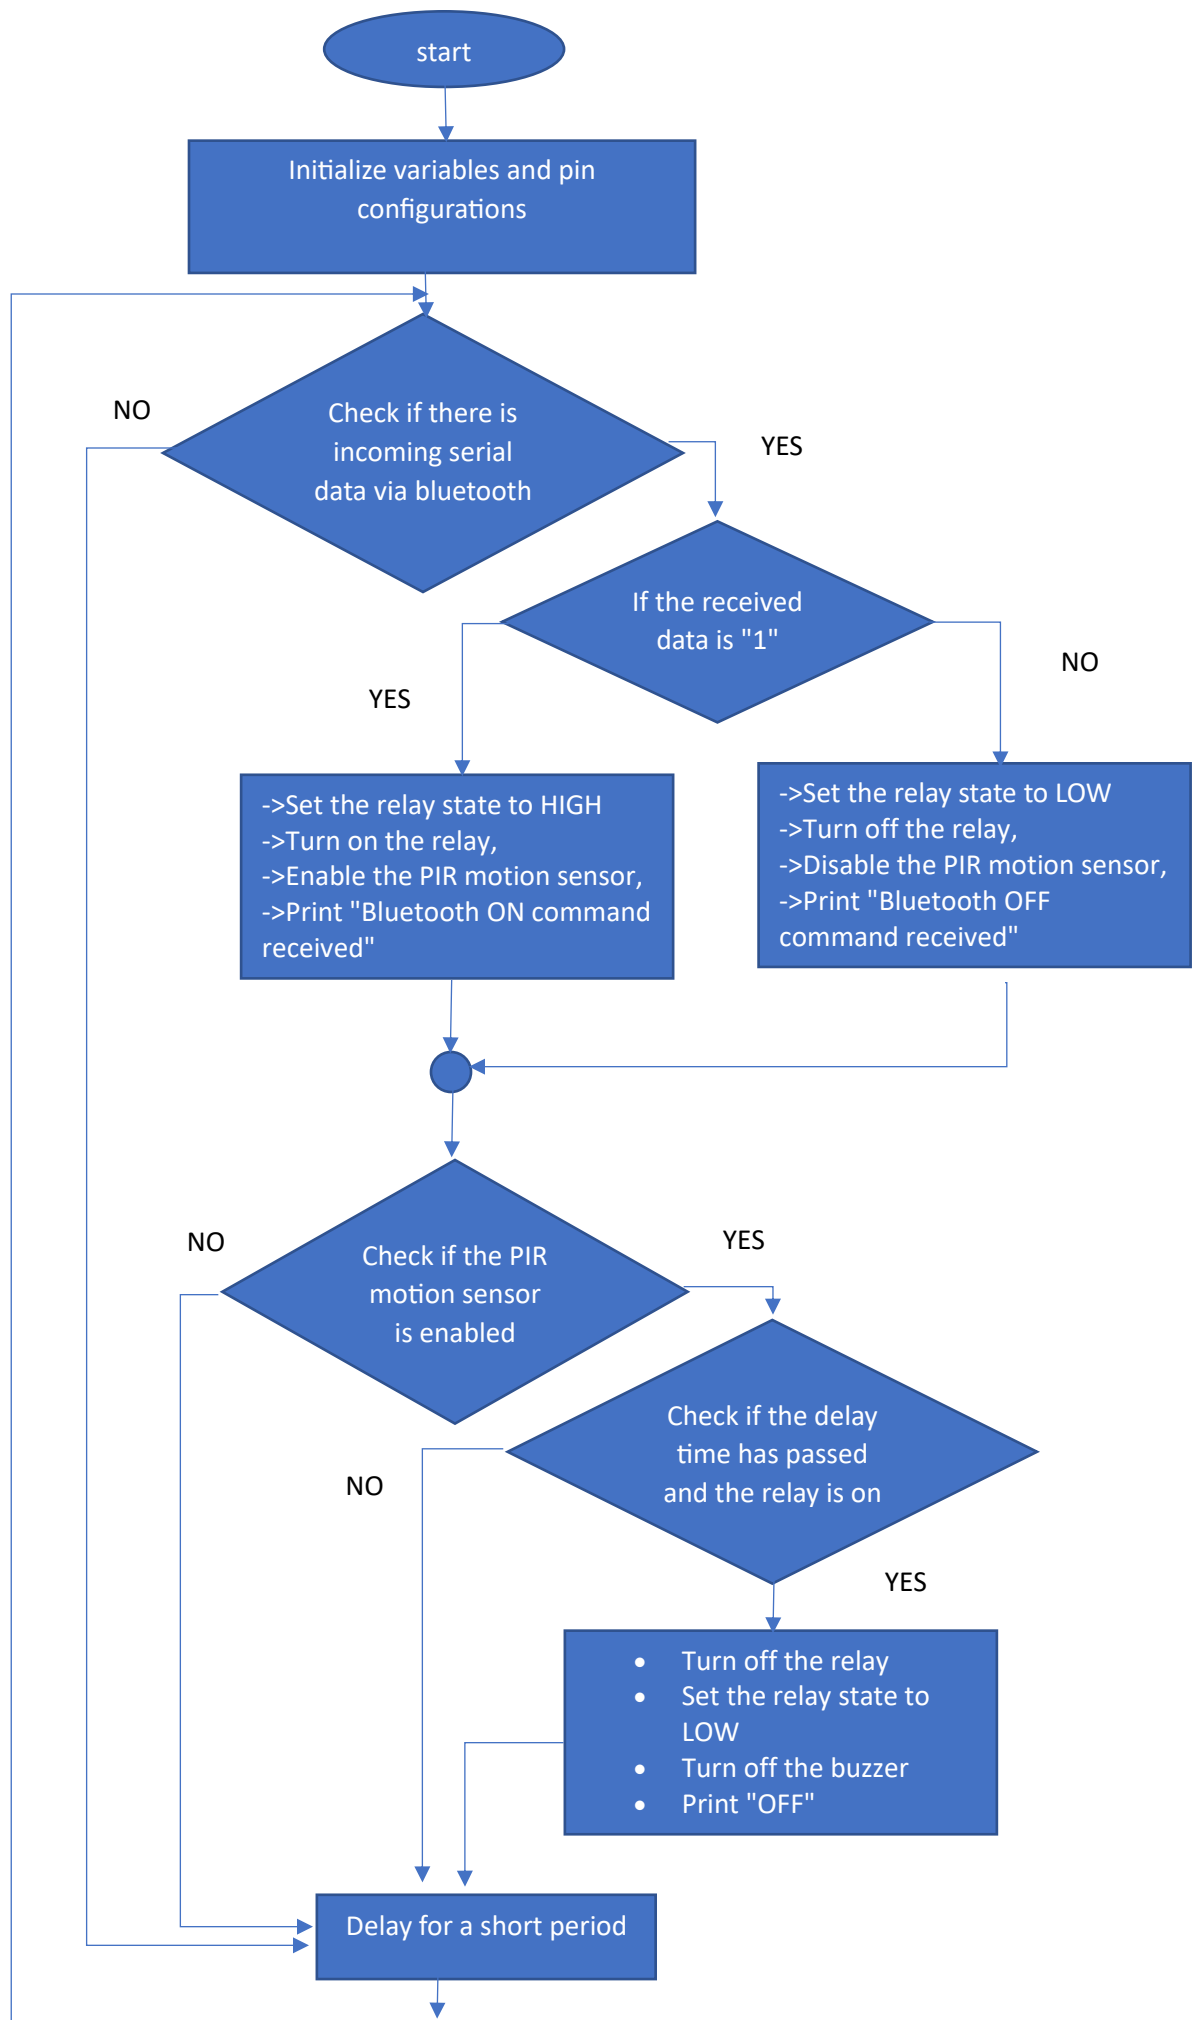 start
Initialize variables and pin
configurations
NO
Check if there is
incoming serial
data via bluetooth
YES
If the received
data is "1"
YES
NO
->Set the relay state to HIGH
->Turn on the relay,
->Enable the PIR motion sensor,
->Print "Bluetooth ON command
received"
->Set the relay state to LOW
->Turn off the relay,
->Disable the PIR motion sensor,
->Print "Bluetooth OFF
command received"
NO
Check if the PIR
motion sensor
is enabled
YES
Check if the delay
time has passed
and the relay is on
NO
YES
• Turn off the relay
• Set the relay state to
LOW
• Turn off the buzzer
• Print "OFF"
Delay for a short period